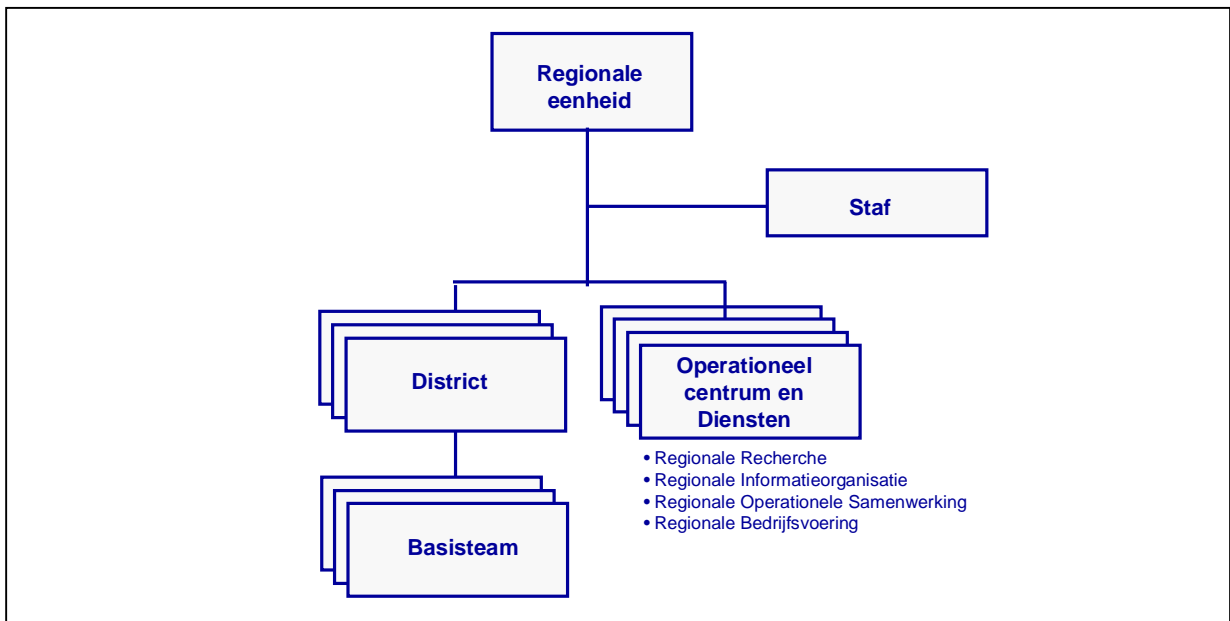 Regionale
eenheid
Staf
District
Operationeel
centrum en
Diensten
• Regionale Recherche
• Regionale Informatieorganisatie
• Regionale Operationele Samenwerking
• Regionale Bedrijfsvoering
Basisteam